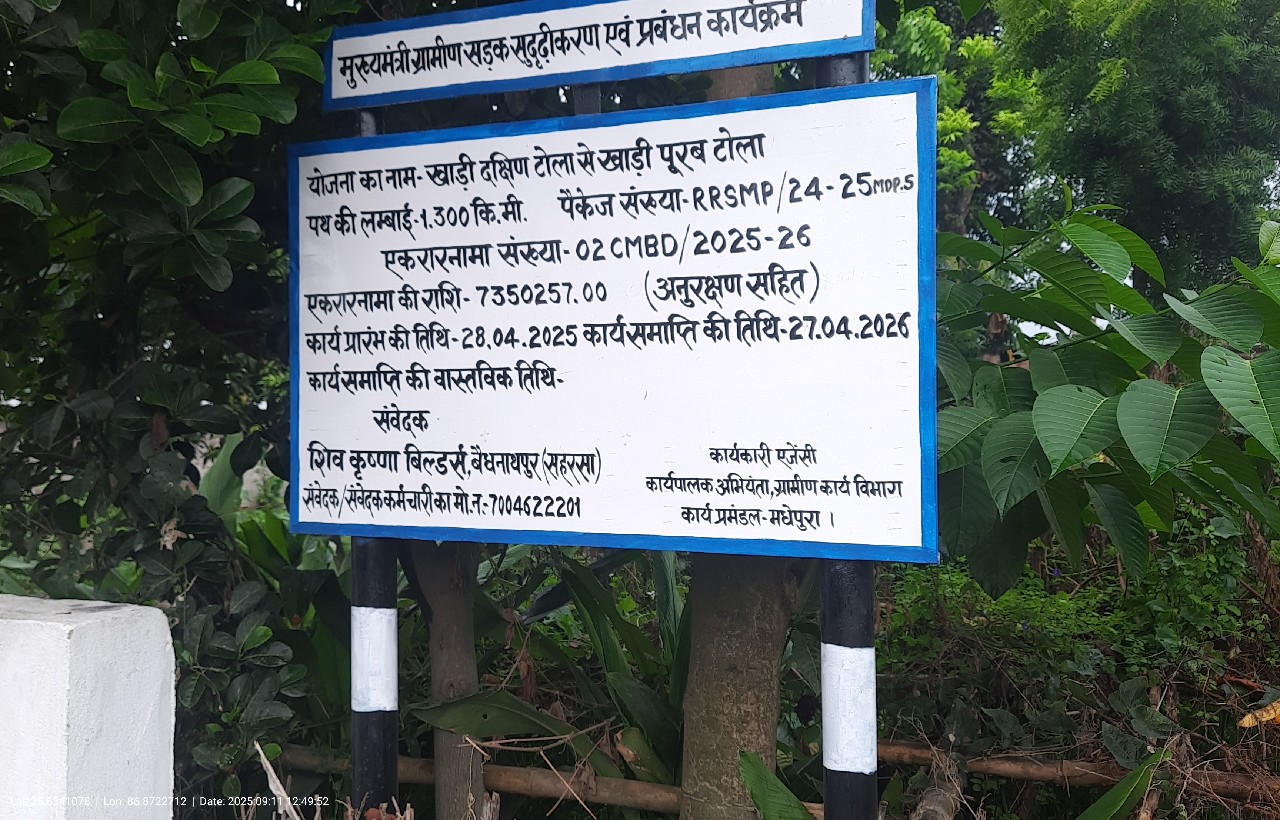 मुख्यमंत्री ग्रामीण सड़क सुदृढ़ीकरण एवं प्रबंधन कार्यक्रम
योजना का नाम- खाड़ी दक्षिण टोला से खाड़ी पूरब टोला
पथ की लम्बाई-1.300 कि.मी. पैकेज संख्या-RRSMP/24-25 MDP.5
एकरारनामा संख्या- 02 CMBD/2025-26
एकरारनामा की राशि- 7350257.00 (अनुरक्षण सहित)
कार्य प्रारंभ की तिथि-28.04.2025 कार्य समाप्ति की तिथि-27.04.2026
कार्य समाप्ति की वास्तविक तिथि-
संवेदक
शिव कृष्णा बिल्डर्स, बैधनाथपुर (सहरसा)
संवेदक/संवेदक कर्मचारी का मो.न.:-7004622201
कार्यकारी एजेंसी
कार्यपालक अभियंता, ग्रामीण कार्य विभाग
कार्य प्रमंडल-मधेपुरा ।
Lon: 86.8722712 | Date: 2025:09:11 12:49:52